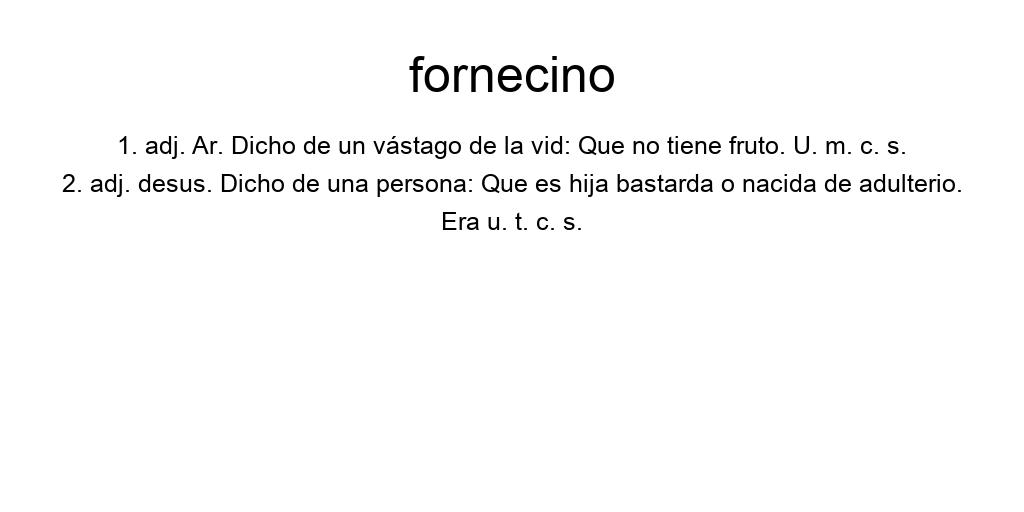 fornecino
1. adj. Ar. Dicho de un vástago de la vid: Que no tiene fruto. U. m. c. s.
2. adj. desus. Dicho de una persona: Que es hija bastarda o nacida de adulterio.
Era u. t. c. s.